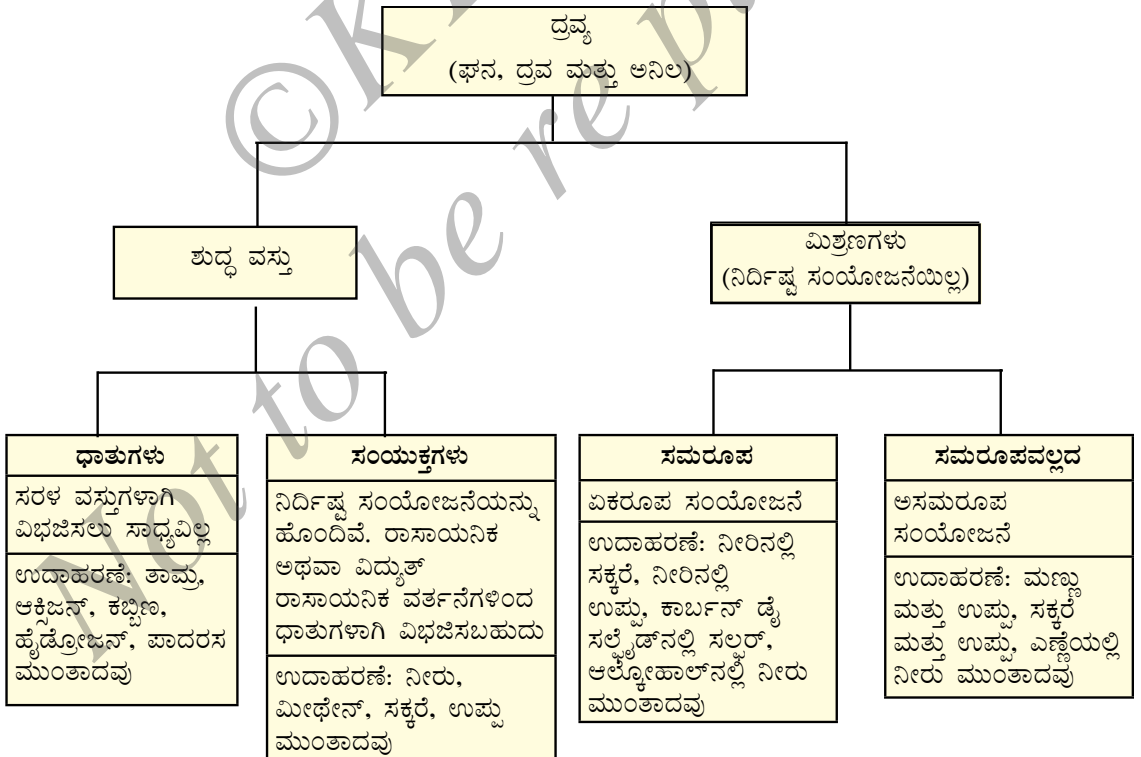 ದ್ರವ್ಯ
(ಘನ, ದ್ರವ ಮತ್ತು ಅನಿಲ)
ಶುದ್ಧ ವಸ್ತು
ಮಿಶ್ರಣಗಳು
(ನಿರ್ದಿಷ್ಟ ಸಂಯೋಜನೆಯಿಲ್ಲ)
ಧಾತುಗಳು
ಸರಳ ವಸ್ತುಗಳಾಗಿ
ವಿಭಜಿಸಲು ಸಾಧ್ಯವಿಲ್ಲ
ಉದಾಹರಣೆ: ತಾಮ್ರ,
ಆಕ್ಸಿಜನ್, ಕಬ್ಬಿಣ,
ಹೈಡ್ರೋಜನ್, ಪಾದರಸ
ಮುಂತಾದವು
ಸಂಯುಕ್ತಗಳು
ನಿರ್ದಿಷ್ಟ ಸಂಯೋಜನೆಯನ್ನು
ಹೊಂದಿವೆ. ರಾಸಾಯನಿಕ
ಅಥವಾ ವಿದ್ಯುತ್
ರಾಸಾಯನಿಕ ವರ್ತನೆಗಳಿಂದ
ಧಾತುಗಳಾಗಿ ವಿಭಜಿಸಬಹುದು
ಉದಾಹರಣೆ: ನೀರು,
ಮೀಥೇನ್, ಸಕ್ಕರೆ, ಉಪ್ಪು
ಮುಂತಾದವು
ಸಮರೂಪ
ಏಕರೂಪ ಸಂಯೋಜನೆ
ಉದಾಹರಣೆ: ನೀರಿನಲ್ಲಿ
ಸಕ್ಕರೆ, ನೀರಿನಲ್ಲಿ
ಉಪ್ಪು, ಕಾರ್ಬನ್ ಡೈ
ಸಲ್ಫೈಡ್‌ನಲ್ಲಿ ಸಲ್ಫರ್,
ಆಲ್ಕೋಹಾಲ್‌ನಲ್ಲಿ ನೀರು
ಮುಂತಾದವು
ಸಮರೂಪವಲ್ಲದ
ಅಸಮರೂಪ
ಸಂಯೋಜನೆ
ಉದಾಹರಣೆ: ಮಣ್ಣು
ಮತ್ತು ಉಪ್ಪು, ಸಕ್ಕರೆ
ಮತ್ತು ಉಪ್ಪು, ಎಣ್ಣೆಯಲ್ಲಿ
ನೀರು ಮುಂತಾದವು
©K
Not to be re p